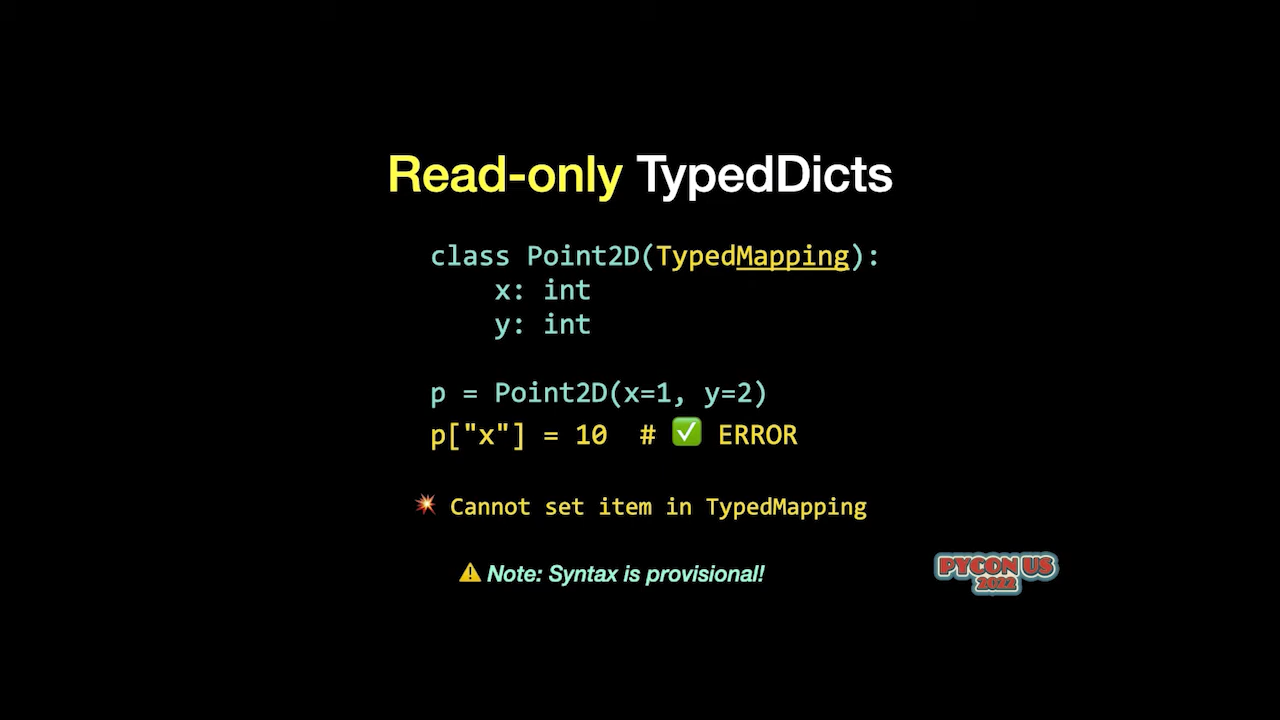 Read-only TypedDicts
class Point2D(TypedMapping):
    x: int
    y: int
p = Point2D(x=1, y=2)
p["x"] = 10  # ✅ ERROR
💥 Cannot set item in TypedMapping
⚠️ Note: Syntax is provisional!
PYCON US
2022